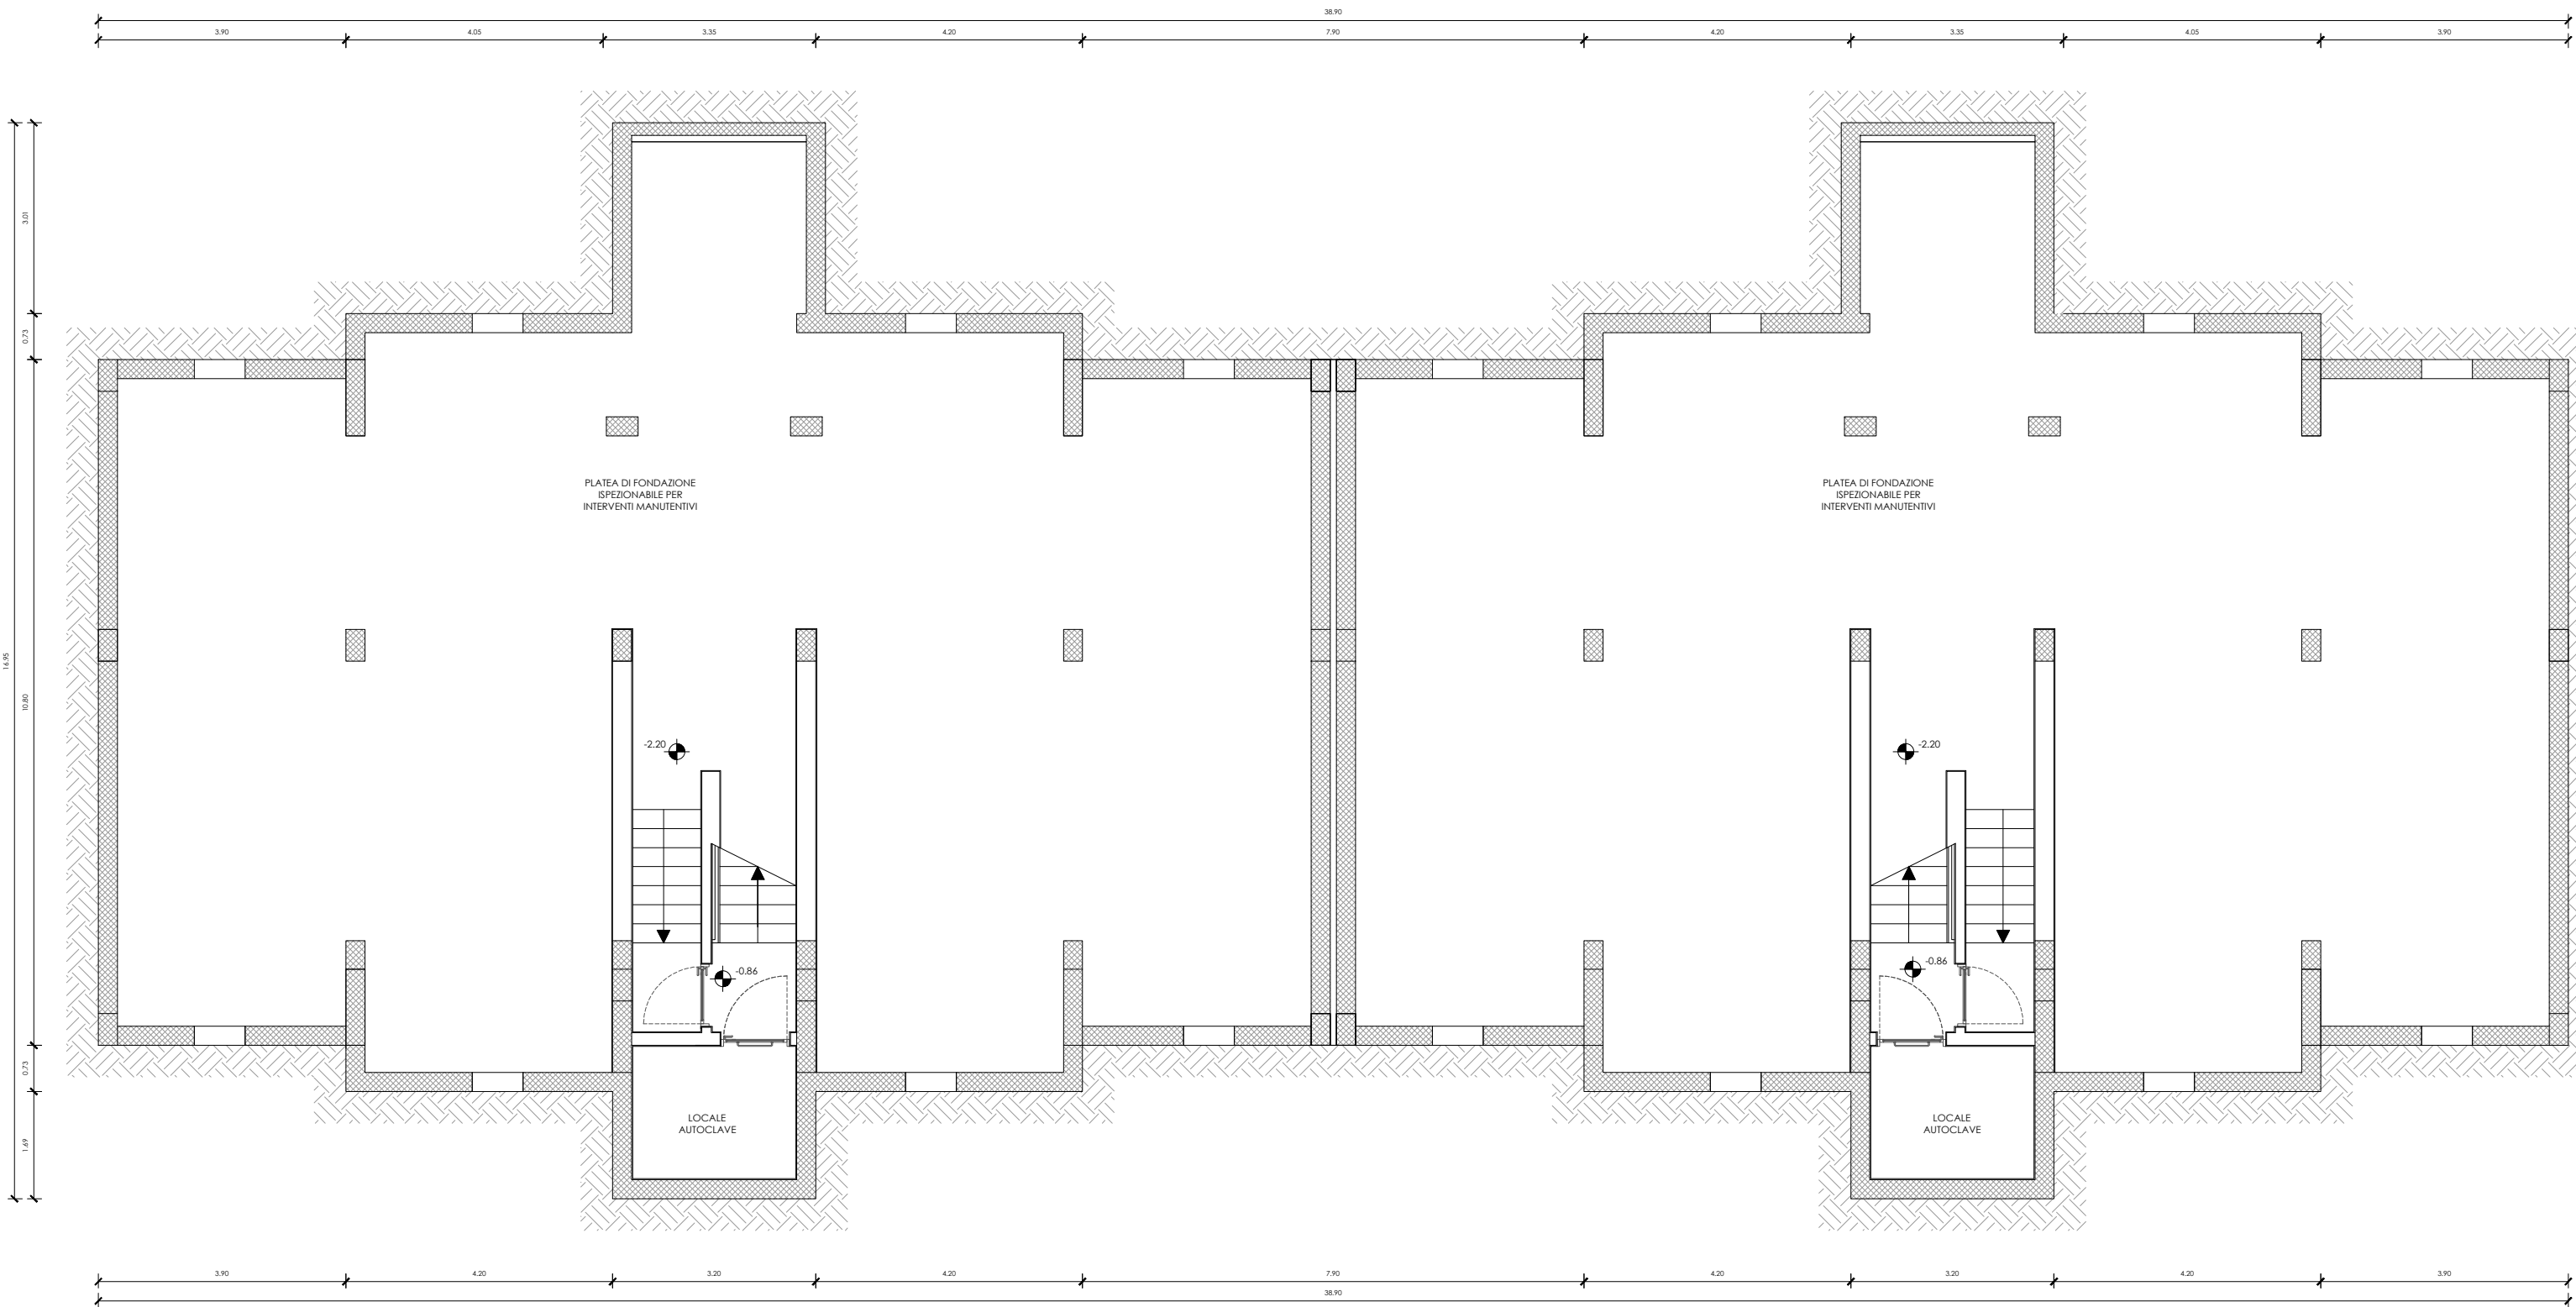 38.90
3.90 4.05 3.35 4.20 7.90 4.20 3.35 4.05 3.90
3.01
0.73
16.95
10.80
0.73
1.69
PLATEA DI FONDAZIONE
ISPEZIONABILE PER
INTERVENTI MANUTENTIVI
PLATEA DI FONDAZIONE
ISPEZIONABILE PER
INTERVENTI MANUTENTIVI
-2.20
-2.20
-0.86
-0.86
LOCALE
AUTOCLAVE
LOCALE
AUTOCLAVE
3.90 4.20 3.20 4.20 7.90 4.20 3.20 4.20 3.90
38.90